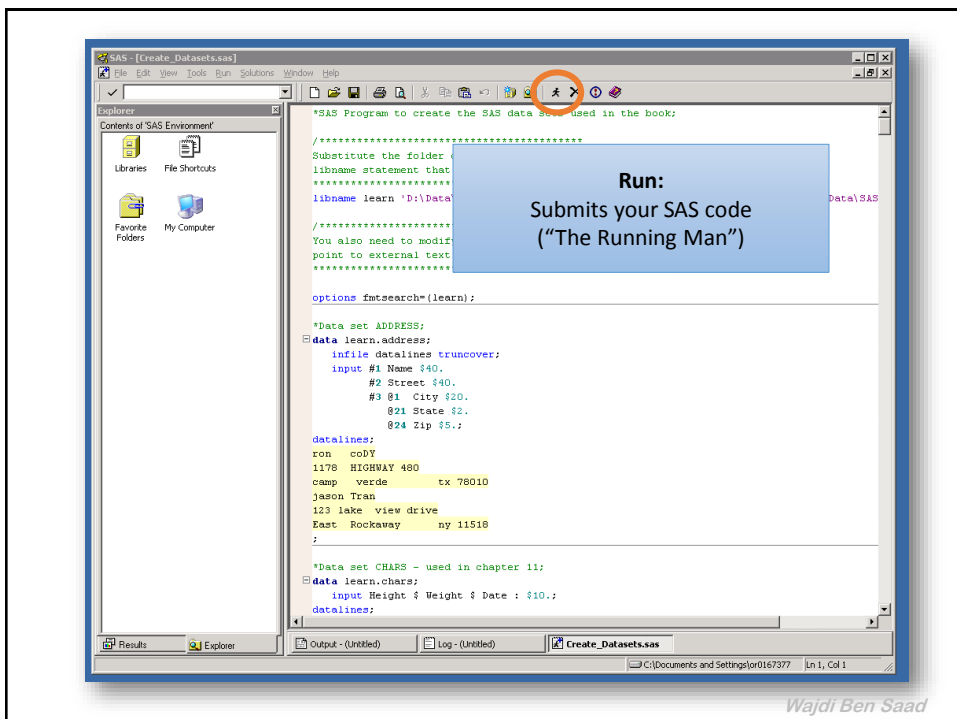 SAS - [Create_Datasets.sas]
File Edit View Tools Run Solutions Window Help
Explorer
Contents of 'SAS Environment'
Libraries File Shortcuts
Favorite Folders My Computer
*SAS Program to create the SAS data sets used in the book;
/******************************************
Substitute the folder
libname statement that
libname learn 'D:\Data\ Data\SAS
You also need to modify
point to external text
options fmtsearch=(learn);
*Data set ADDRESS;
data learn.address;
infile datalines truncover;
input #1 Name $40.
#2 Street $40.
#3 @1 City $20.
@21 State $2.
@24 Zip $5.;
datalines;
ron coDY
1178 HIGHWAY 480
camp verde tx 78010
jason Tran
123 lake view drive
East Rockaway ny 11518
;
*Data set CHARS - used in chapter 11;
data learn.chars;
input Height $ Weight $ Date : $10.;
datalines;
Run:
Submits your SAS code
(“The Running Man”)
Results Explorer
Output - (Untitled) Log - (Untitled) Create_Datasets.sas
C:\Documents and Settings\or0167377 Ln 1, Col 1
Wajdi Ben Saad